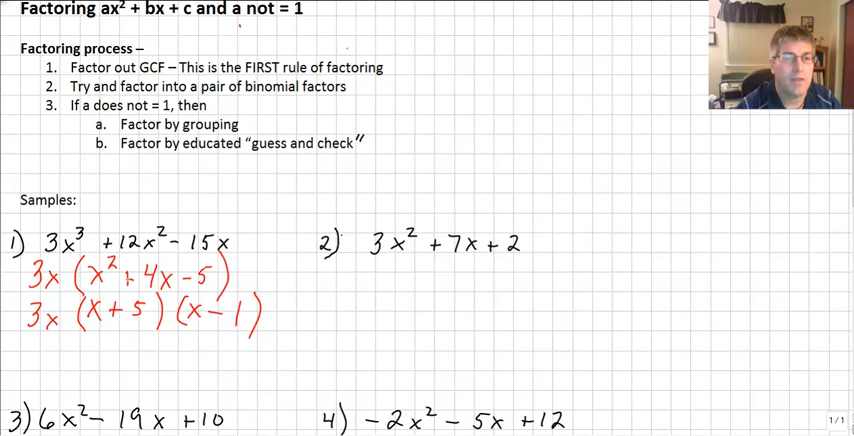 Factoring ax² + bx + c and a not = 1
Factoring process –
1. Factor out GCF – This is the FIRST rule of factoring
2. Try and factor into a pair of binomial factors
3. If a does not = 1, then
a. Factor by grouping
b. Factor by educated “guess and check”
Samples:
1) 3x³ + 12x² - 15x
3x (x² + 4x - 5)
3x (x + 5) (x - 1)
2) 3x² + 7x + 2
3) 6x² - 19x + 10
4) -2x² - 5x + 12
1/1